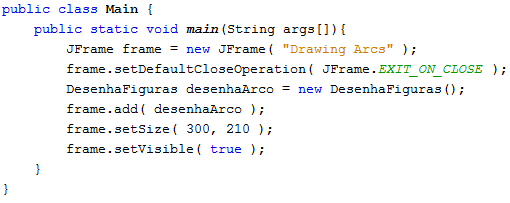 public class Main {
    public static void main(String args[]){
        JFrame frame = new JFrame( "Drawing Arcs" );
        frame.setDefaultCloseOperation( JFrame.EXIT_ON_CLOSE );
        DesenhaFiguras desenhaArco = new DesenhaFiguras();
        frame.add( desenhaArco );
        frame.setSize( 300, 210 );
        frame.setVisible( true );
    }
}